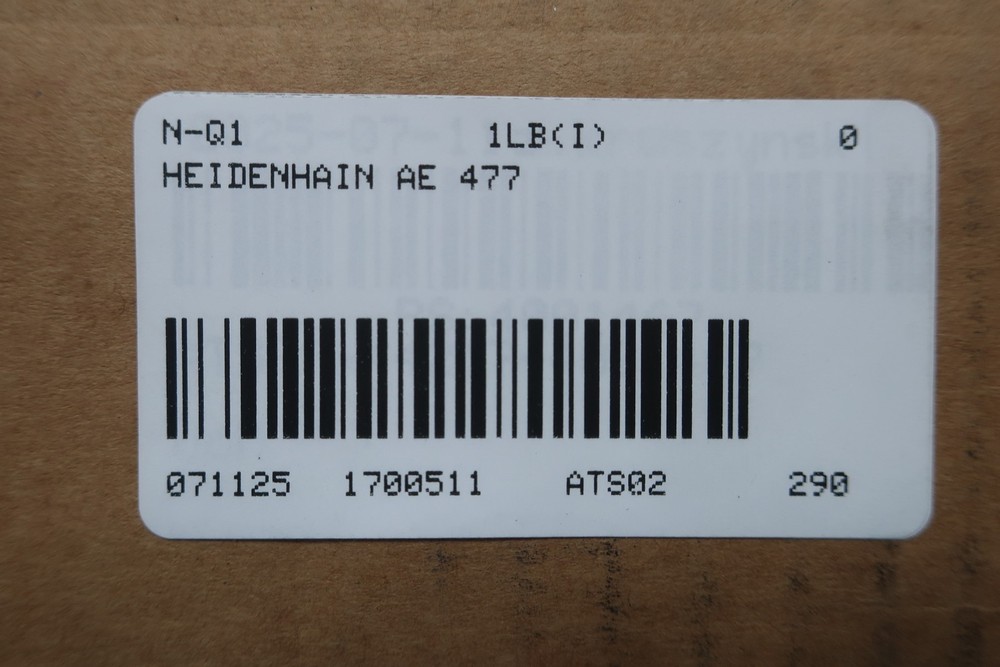 N-Q1 1LB(I) 0
HEIDENHAIN AE 477
071125 1700511 ATS02 290